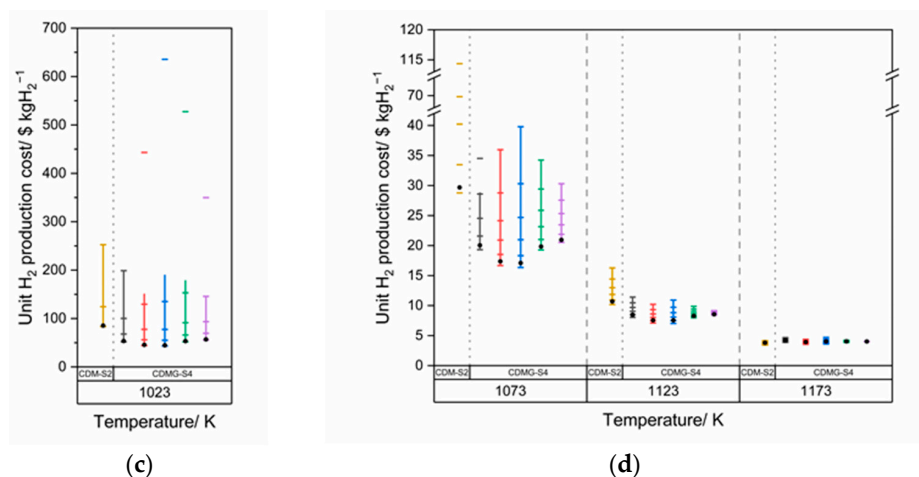 700
600
500
400
300
200
100
0
Unit H₂ production cost/ $ kgH₂⁻¹
CDM-S2 CDMG-S4
1023
Temperature/ K
(c)
120
115
70
40
35
30
25
20
15
10
5
0
Unit H₂ production cost/ $ kgH₂⁻¹
CDM-S2 CDMG-S4 CDM-S2 CDMG-S4 CDM-S2 CDMG-S4
1073 1123 1173
Temperature/ K
(d)